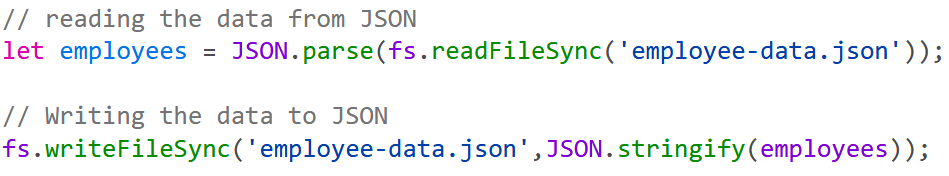 // reading the data from JSON
let employees = JSON.parse(fs.readFileSync('employee-data.json'));
// Writing the data to JSON
fs.writeFileSync('employee-data.json',JSON.stringify(employees));